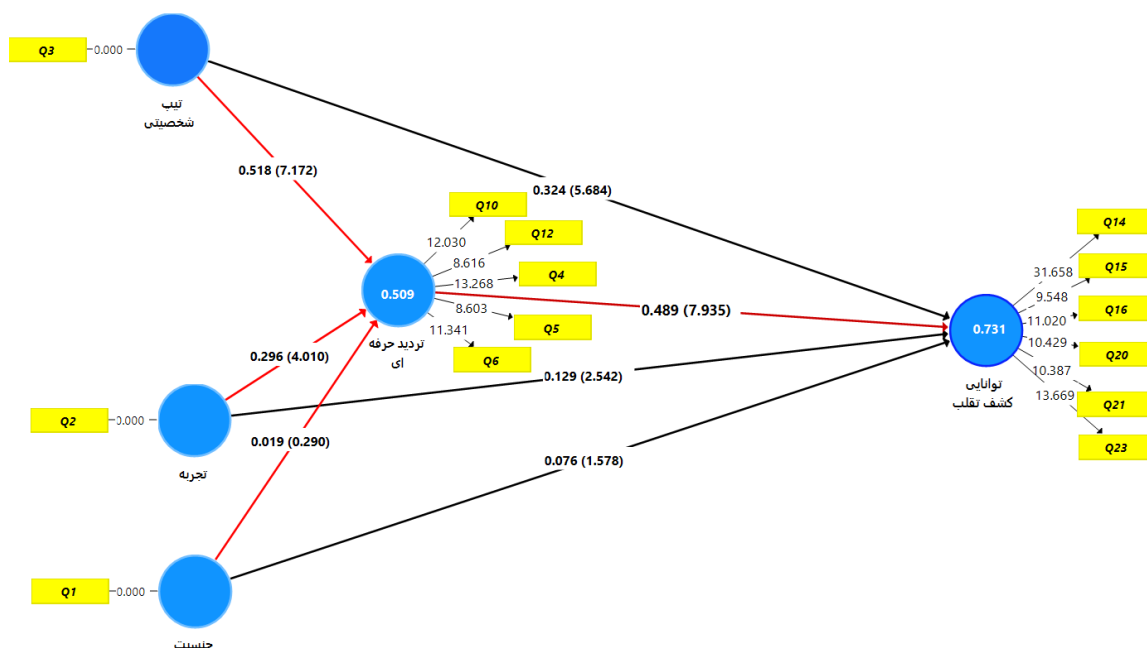 Q3
0.000
تیپ
شخصیتی
0.518 (7.172)
0.324 (5.684)
Q10
12.030
Q12
8.616
Q4
13.268
Q5
8.603
Q6
11.341
0.509
تردید حرفه
ای
0.489 (7.935)
Q14
31.658
Q15
9.548
Q16
11.020
Q20
10.429
Q21
10.387
Q23
13.669
0.731
توانایی
کشف تقلب
0.296 (4.010)
0.129 (2.542)
Q2
0.000
تجربه
0.019 (0.290)
0.076 (1.578)
Q1
0.000
جنسیت